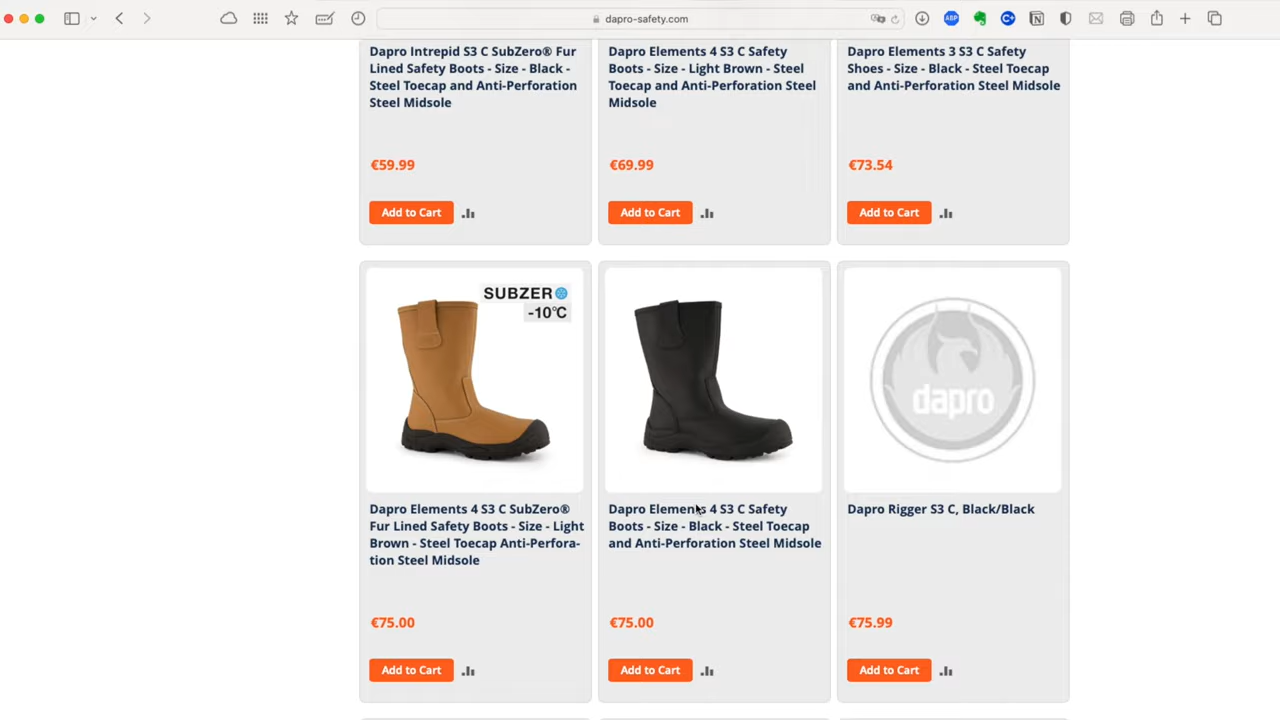 dapro-safety.com
ABP
Dapro Intrepid S3 C SubZero® Fur
Lined Safety Boots - Size - Black -
Steel Toecap and Anti-Perforation
Steel Midsole
€59.99
Add to Cart
Dapro Elements 4 S3 C Safety
Boots - Size - Light Brown - Steel
Toecap and Anti-Perforation Steel
Midsole
€69.99
Add to Cart
Dapro Elements 3 S3 C Safety
Shoes - Size - Black - Steel Toecap
and Anti-Perforation Steel Midsole
€73.54
Add to Cart
SUBZERO
-10°C
Dapro Elements 4 S3 C SubZero®
Fur Lined Safety Boots - Size - Light
Brown - Steel Toecap Anti-Perfora-
tion Steel Midsole
€75.00
Add to Cart
Dapro Elements 4 S3 C Safety
Boots - Size - Black - Steel Toecap
and Anti-Perforation Steel Midsole
€75.00
Add to Cart
dapro
Dapro Rigger S3 C, Black/Black
€75.99
Add to Cart